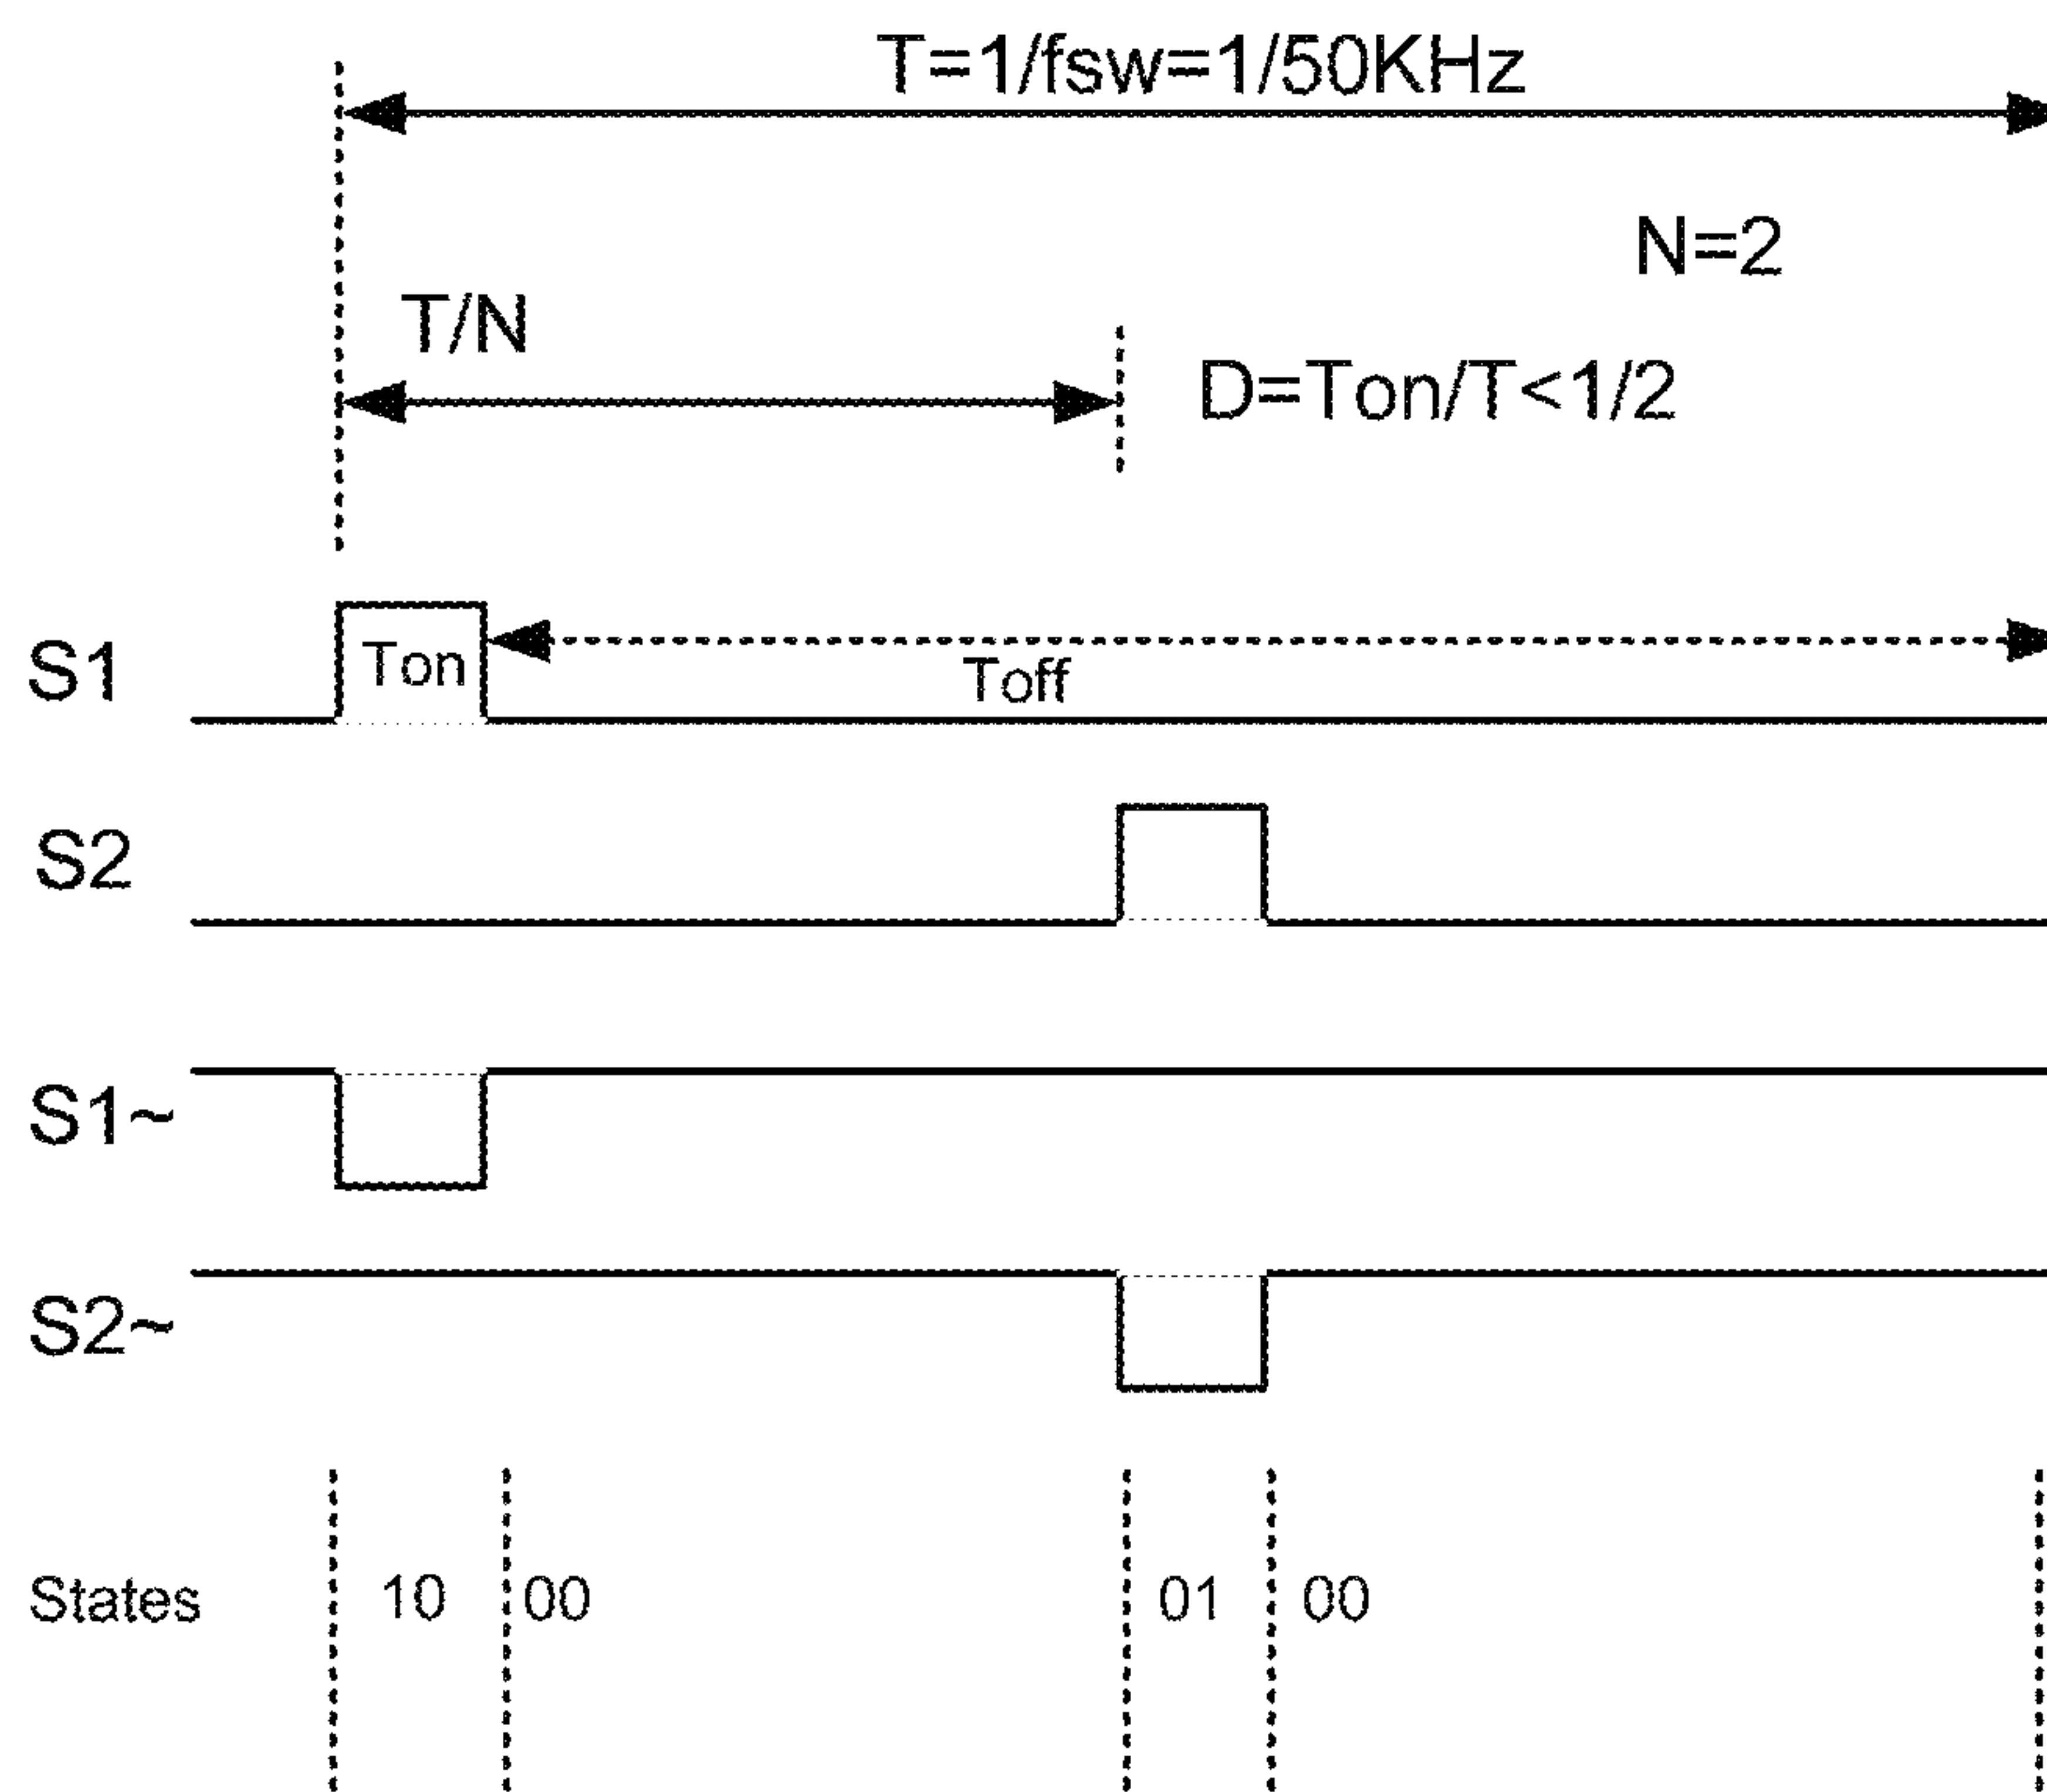 T=1/fsw=1/50KHz
N=2
T/N
D=Ton/T<1/2
S1 Ton Toff
S2
S1~
S2~
States 10 00 01 00